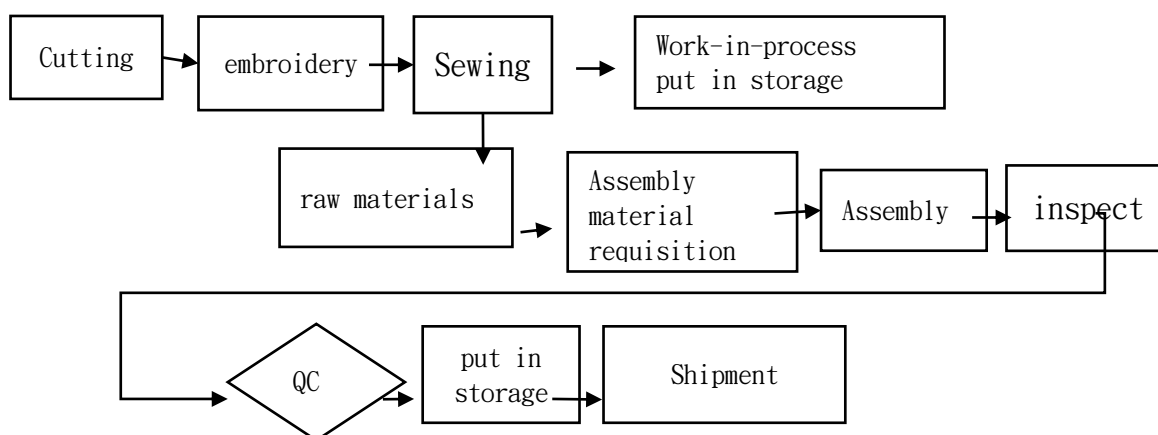 Cutting
embroidery
Sewing
Work-in-process
put in storage
raw materials
Assembly
material
requisition
Assembly
inspect
QC
put in
storage
Shipment